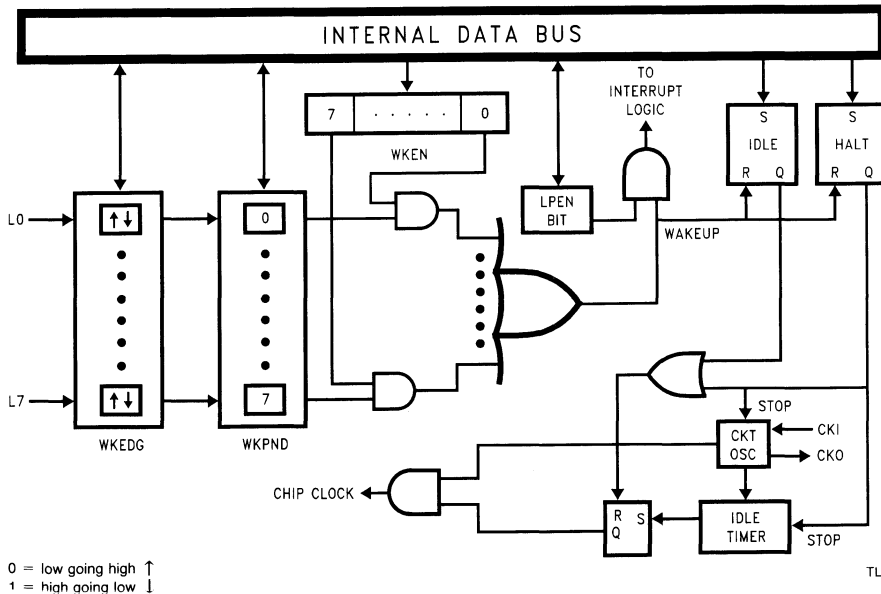 INTERNAL DATA BUS
TO
INTERRUPT
LOGIC
7 · · · · · 0
WKEN
S
IDLE
R Q
S
HALT
R Q
LPEN
BIT
WAKEUP
L0
↑↓
0
L7
↑↓
7
WKEDG
WKPND
STOP
CKT
OSC
CKI
CKO
CHIP CLOCK
R S
Q
IDLE
TIMER
STOP
0 = low going high ↑
1 = high going low ↓
TL